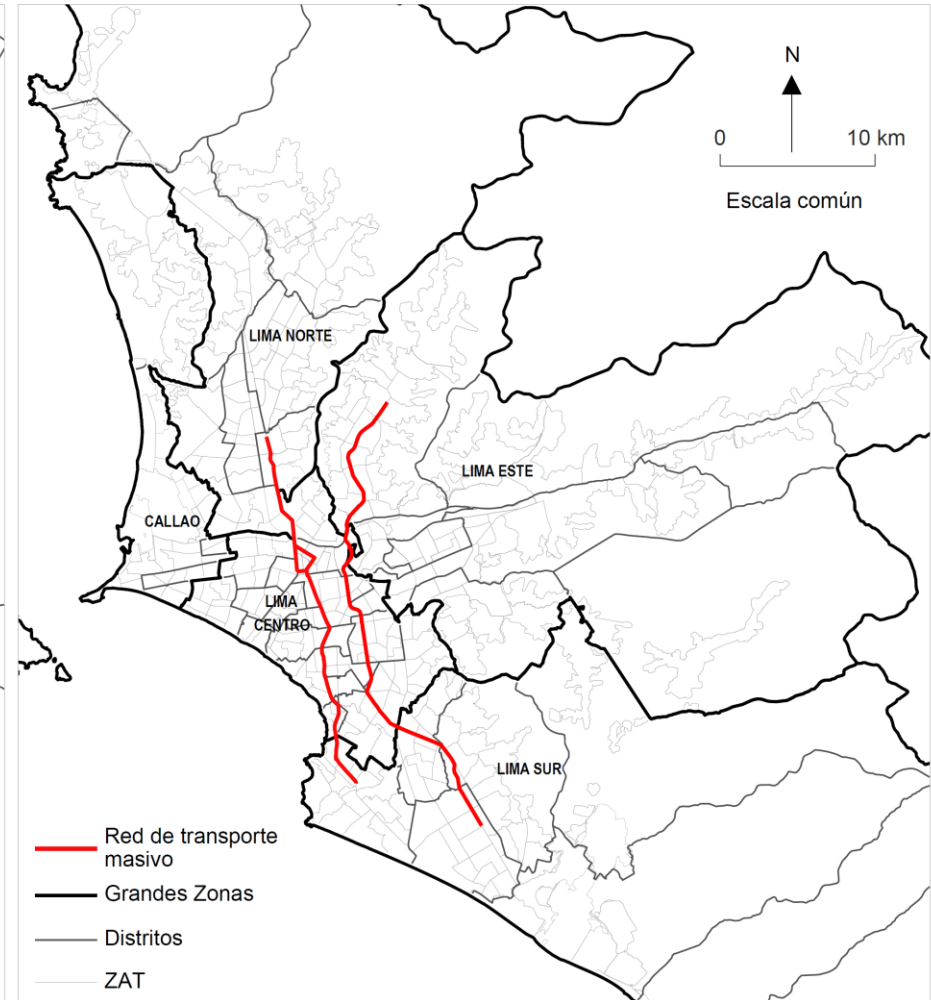 N
0 10 km
Escala común
LIMA NORTE
LIMA ESTE
CALLAO
LIMA
CENTRO
LIMA SUR
Red de transporte
masivo
Grandes Zonas
Distritos
ZAT